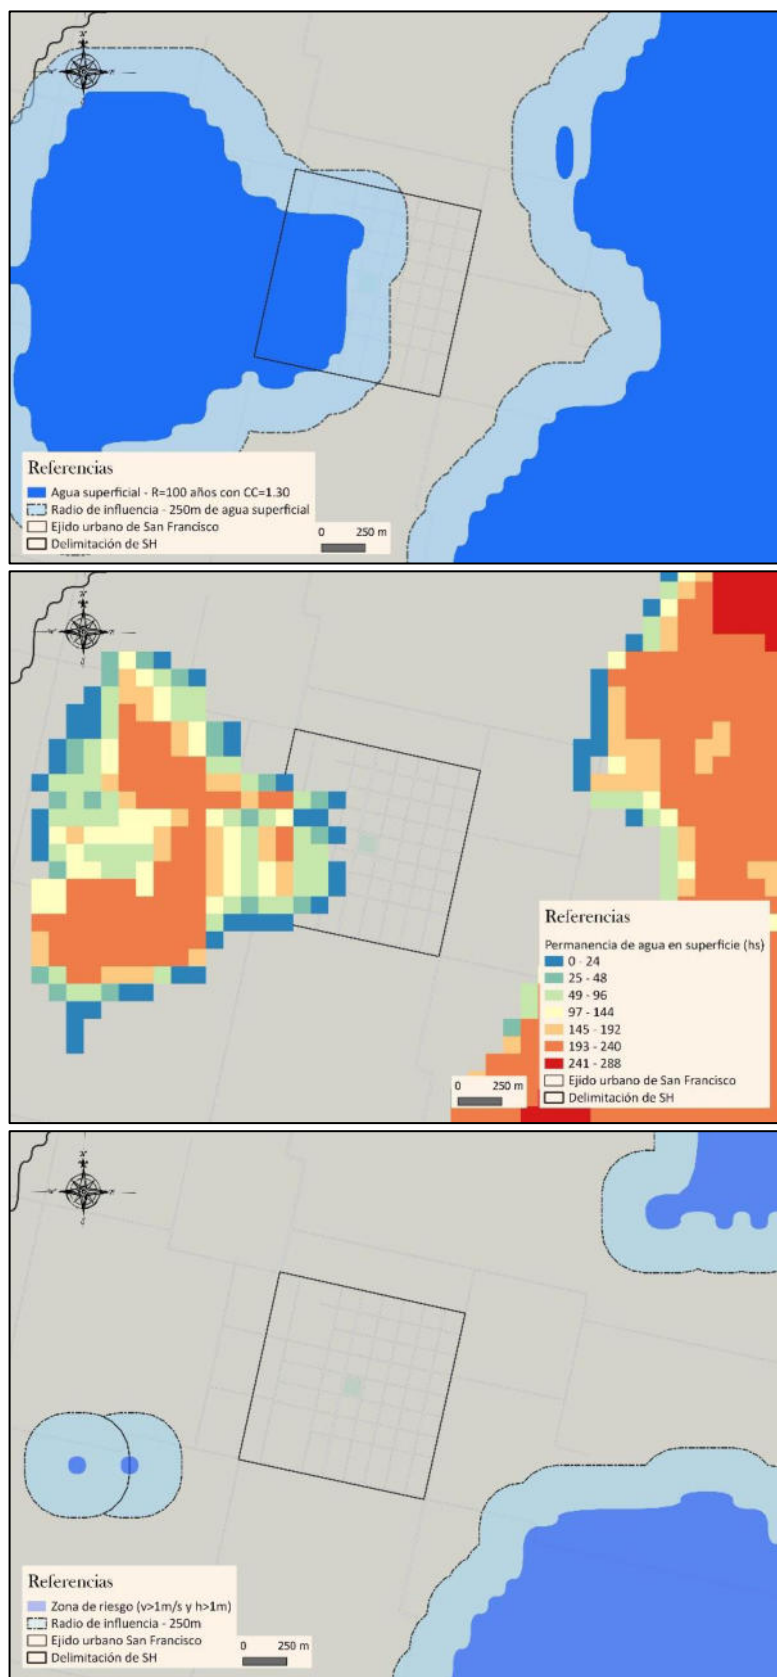 Referencias
Agua superficial - R=100 años con CC=1.30
Radio de influencia - 250m de agua superficial
Ejido urbano de San Francisco
Delimitación de SH
0 250 m
Referencias
Permanencia de agua en superficie (hs)
0 - 24
25 - 48
49 - 96
97 - 144
145 - 192
193 - 240
241 - 288
Ejido urbano de San Francisco
Delimitación de SH
0 250 m
Referencias
Zona de riesgo (v>1m/s y h>1m)
Radio de influencia - 250m
Ejido urbano San Francisco
Delimitación de SH
0 250 m